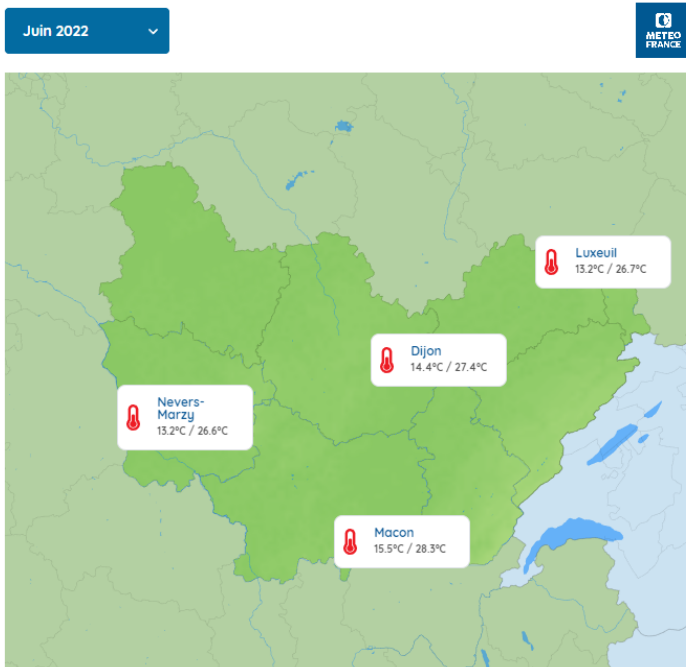 Juin 2022
METEO
FRANCE
Luxeuil
13.2°C / 26.7°C
Dijon
14.4°C / 27.4°C
Nevers-
Marzy
13.2°C / 26.6°C
Macon
15.5°C / 28.3°C